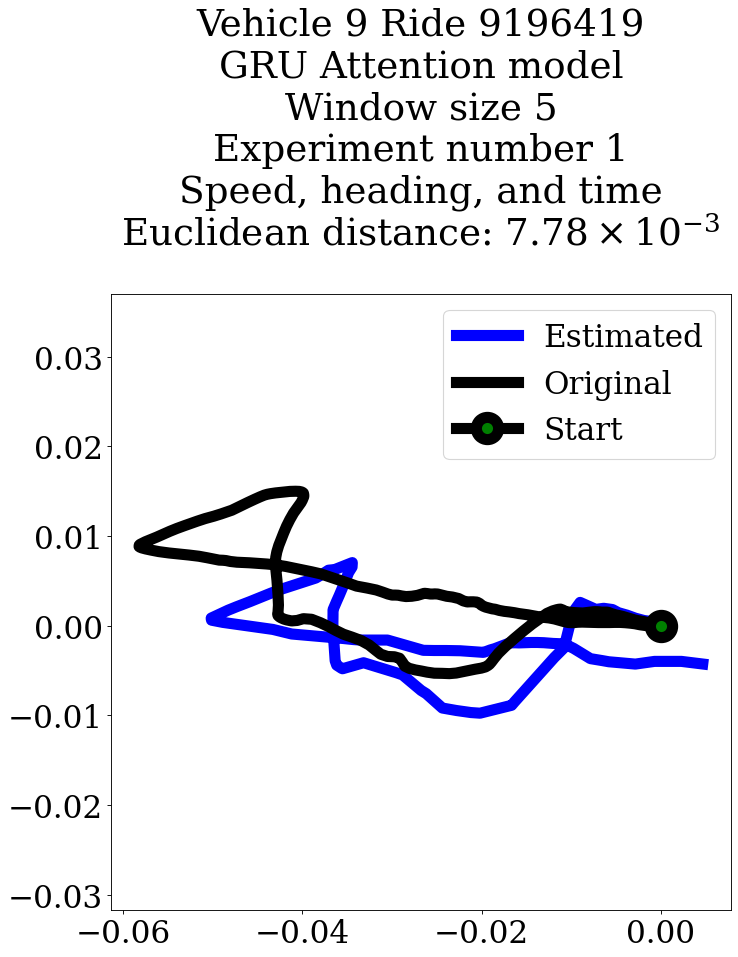 Vehicle 9 Ride 9196419
GRU Attention model
Window size 5
Experiment number 1
Speed, heading, and time
Euclidean distance: 7.78 × 10⁻³
Estimated
Original
Start
0.03
0.02
0.01
0.00
−0.01
−0.02
−0.03
−0.06 −0.04 −0.02 0.00